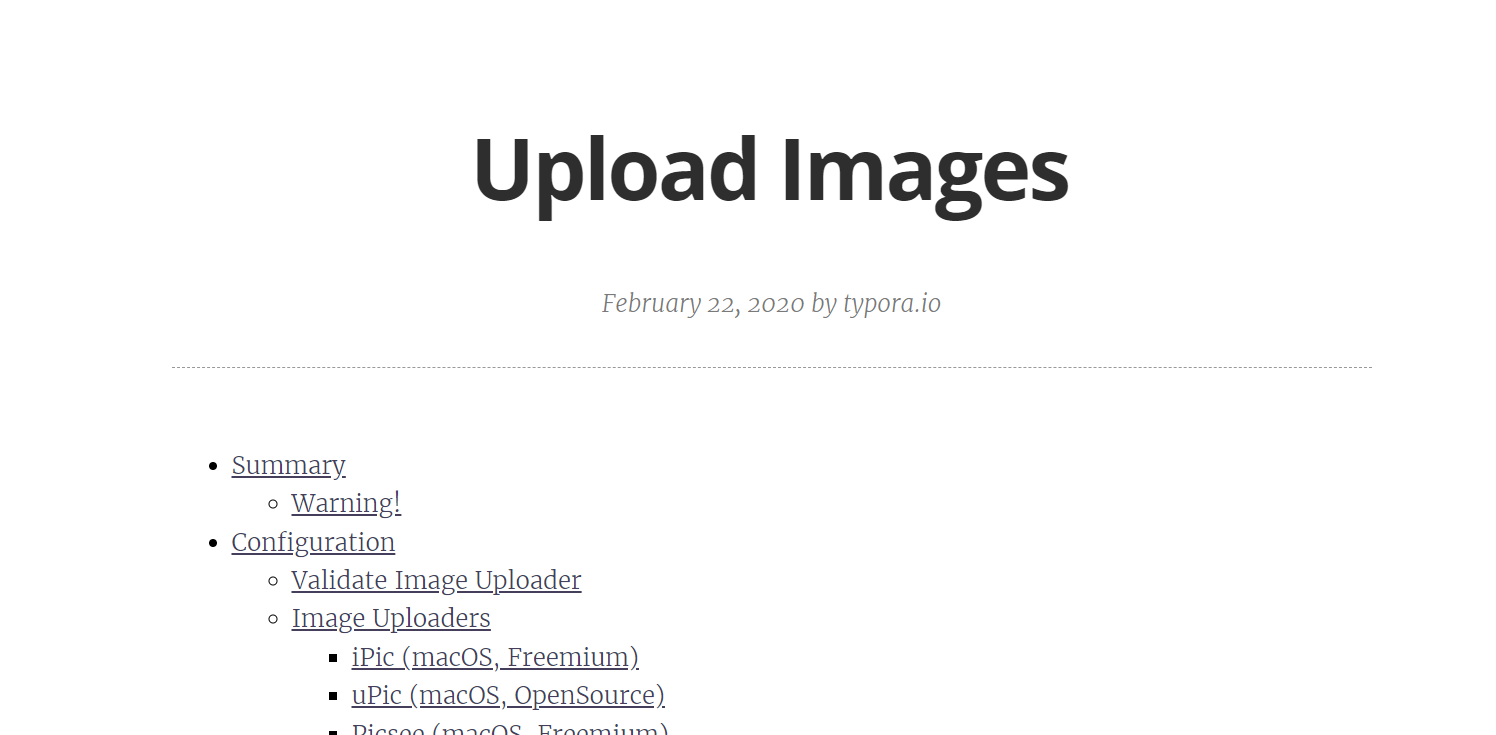 Upload Images
February 22, 2020 by typora.io
Summary
Warning!
Configuration
Validate Image Uploader
Image Uploaders
iPic (macOS, Freemium)
uPic (macOS, OpenSource)
Picsee (macOS, Freemium)